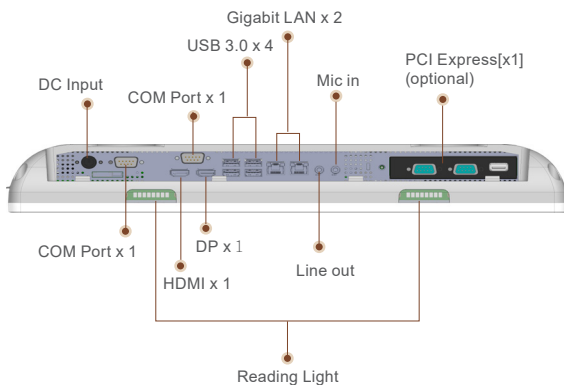 Gigabit LAN x 2
USB 3.0 x 4
PCI Express[x1]
(optional)
Mic in
DC Input
COM Port x 1
COM Port x 1
DP x 1
Line out
HDMI x 1
Reading Light